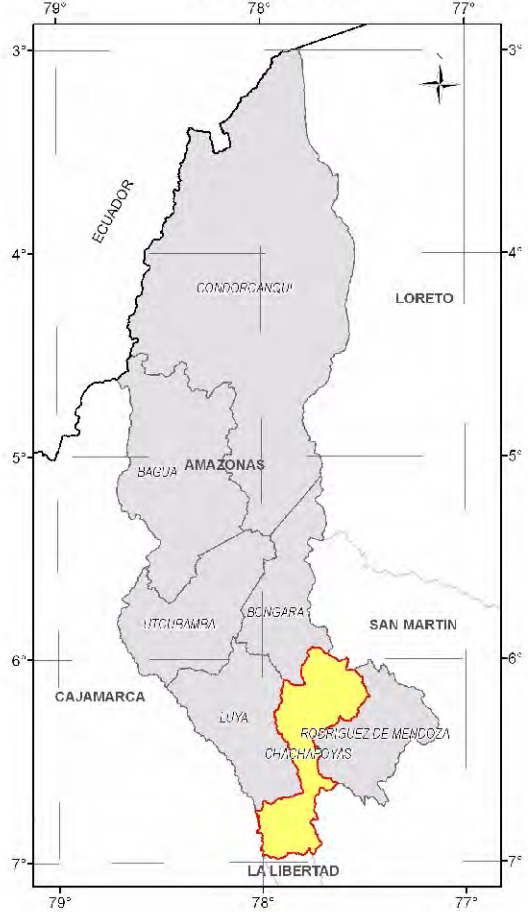 79° 78° 77°
3° 3°
ECUADOR
4° 4°
CONDORCANQUI
LORETO
5° 5°
BAGUA AMAZONAS
UTCUBAMBA BONGARA
SAN MARTIN
6° 6°
CAJAMARCA
LUYA
RODRIGUEZ DE MENDOZA
CHACHAPOYAS
7° 7°
LA LIBERTAD
79° 78° 77°